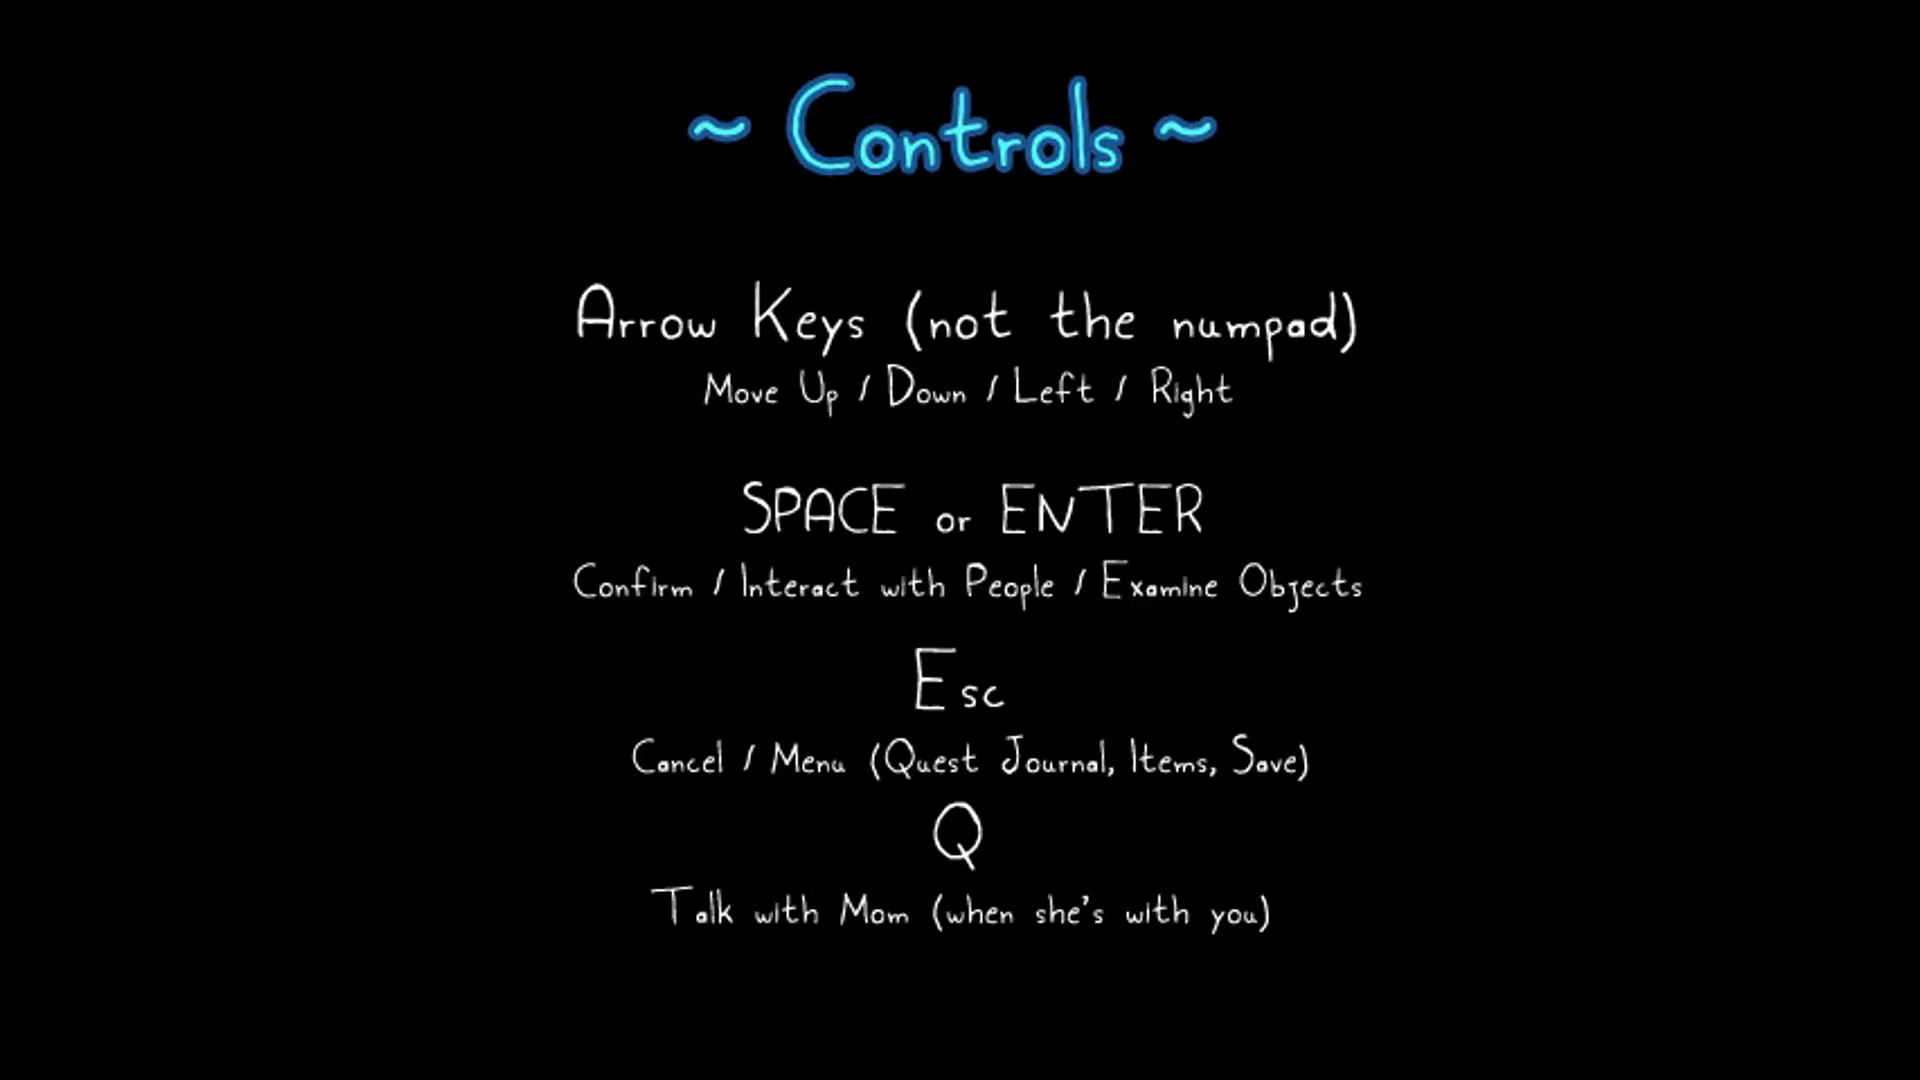 ~ Controls ~
Arrow Keys (not the numpad)
Move Up / Down / Left / Right
SPACE or ENTER
Confirm / Interact with People / Examine Objects
Esc
Cancel / Menu (Quest Journal, Items, Save)
Q
Talk with Mom (when she's with you)